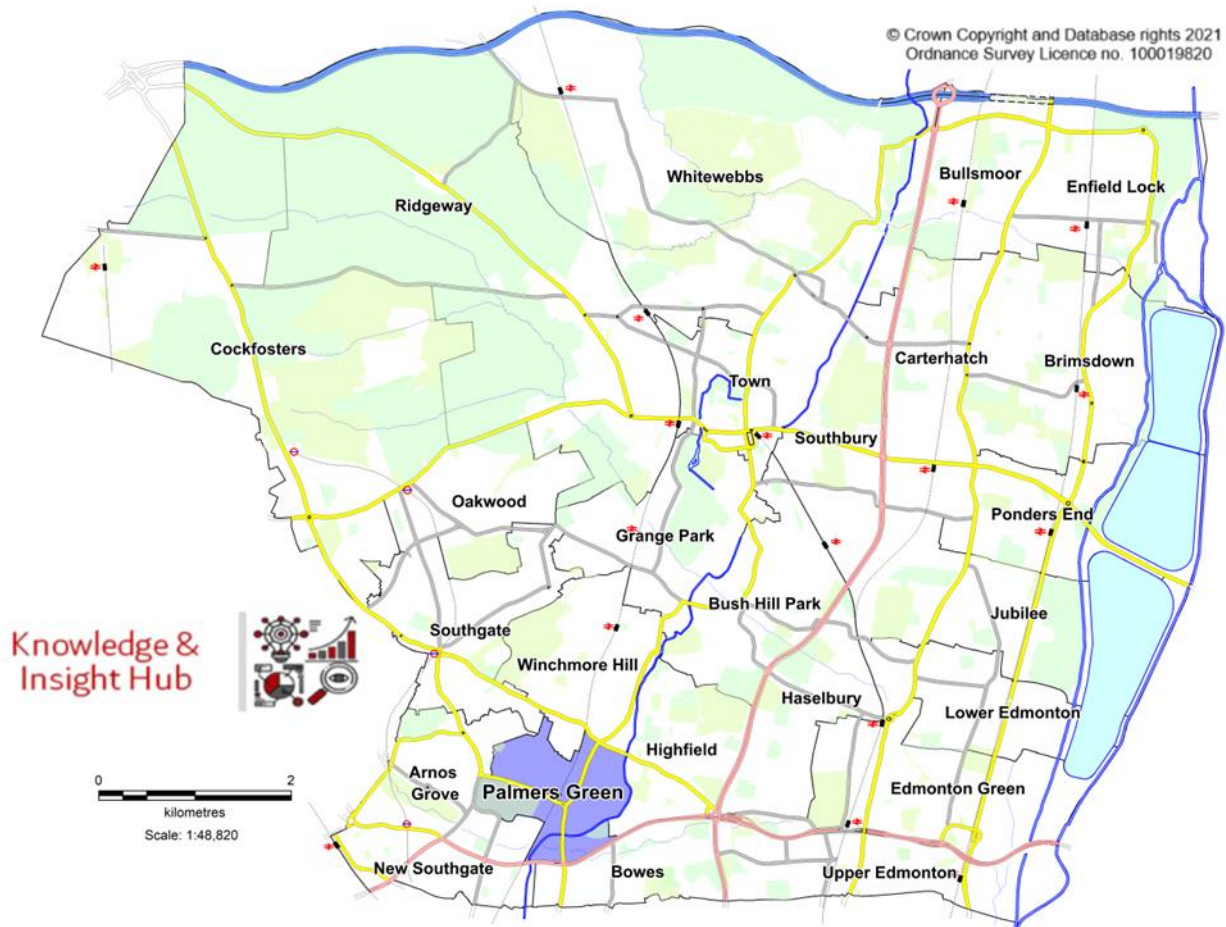 © Crown Copyright and Database rights 2021
Ordnance Survey Licence no. 100019820
Whitewebbs
Bullsmoor
Enfield Lock
Ridgeway
Cockfosters
Carterhatch
Brimsdown
Town
Southbury
Oakwood
Ponders End
Grange Park
Bush Hill Park
Jubilee
Southgate
Knowledge &
Insight Hub
Winchmore Hill
Haselbury
Lower Edmonton
Highfield
Arnos
Grove
Palmers Green
Edmonton Green
0 2
kilometres
Scale: 1:48,820
New Southgate
Bowes
Upper Edmonton